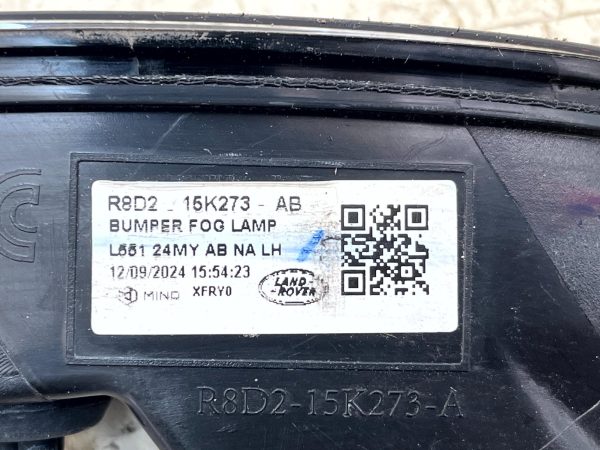 R8D2 - 15K273 - AB
BUMPER FOG LAMP
L551 24MY AB NA LH
12/09/2024 15:54:23
LAND-
-ROVER
MIND XFRY0
R8D2-15K273-A